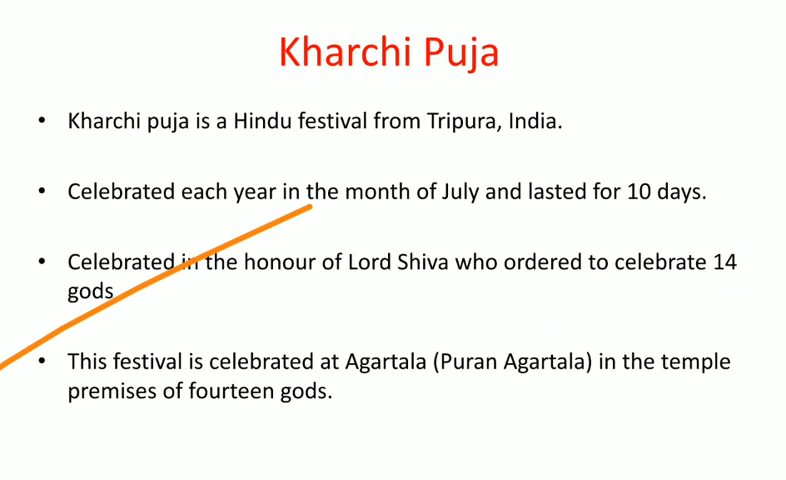 Kharchi Puja
• Kharchi puja is a Hindu festival from Tripura, India.
• Celebrated each year in the month of July and lasted for 10 days.
• Celebrated in the honour of Lord Shiva who ordered to celebrate 14
gods
• This festival is celebrated at Agartala (Puran Agartala) in the temple
premises of fourteen gods.